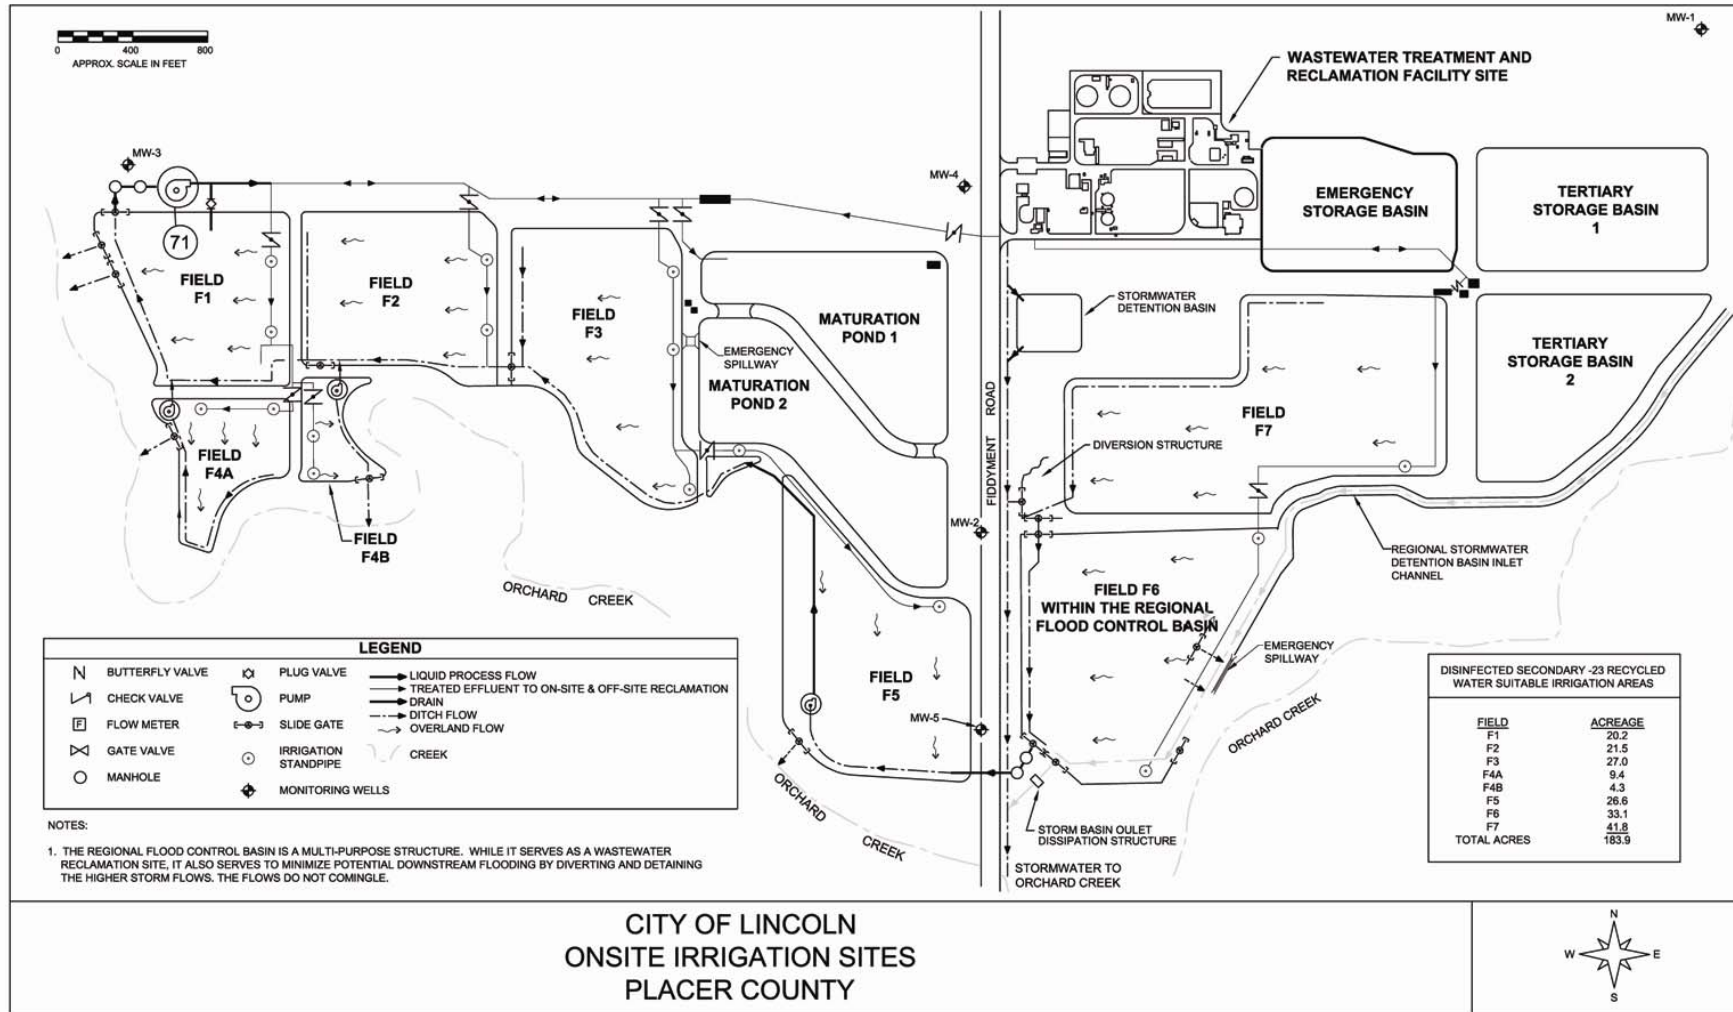 MW-1
0 400 800
APPROX. SCALE IN FEET
WASTEWATER TREATMENT AND
RECLAMATION FACILITY SITE
MW-3
MW-4
71
EMERGENCY
STORAGE BASIN
TERTIARY
STORAGE BASIN
1
FIELD
F1
FIELD
F2
FIELD
F3
MATURATION
POND 1
STORMWATER
DETENTION BASIN
EMERGENCY
SPILLWAY
MATURATION
POND 2
TERTIARY
STORAGE BASIN
2
FIDDYMENT ROAD
FIELD
F7
DIVERSION STRUCTURE
FIELD
F4A
FIELD
F4B
MW-2
REGIONAL STORMWATER
DETENTION BASIN INLET
CHANNEL
ORCHARD CREEK
FIELD F6
WITHIN THE REGIONAL
FLOOD CONTROL BASIN
EMERGENCY
SPILLWAY
FIELD
F5
MW-5
ORCHARD CREEK
ORCHARD
CREEK
STORM BASIN OULET
DISSIPATION STRUCTURE
STORMWATER TO
ORCHARD CREEK
LEGEND
N BUTTERFLY VALVE
CHECK VALVE
F FLOW METER
GATE VALVE
MANHOLE
PLUG VALVE
PUMP
SLIDE GATE
IRRIGATION
STANDPIPE
MONITORING WELLS
LIQUID PROCESS FLOW
TREATED EFFLUENT TO ON-SITE & OFF-SITE RECLAMATION
DRAIN
DITCH FLOW
OVERLAND FLOW
CREEK
DISINFECTED SECONDARY -23 RECYCLED
WATER SUITABLE IRRIGATION AREAS
FIELD ACREAGE
F1 20.2
F2 21.5
F3 27.0
F4A 9.4
F4B 4.3
F5 26.6
F6 33.1
F7 41.8
TOTAL ACRES 183.9
NOTES:
1. THE REGIONAL FLOOD CONTROL BASIN IS A MULTI-PURPOSE STRUCTURE. WHILE IT SERVES AS A WASTEWATER
RECLAMATION SITE, IT ALSO SERVES TO MINIMIZE POTENTIAL DOWNSTREAM FLOODING BY DIVERTING AND DETAINING
THE HIGHER STORM FLOWS. THE FLOWS DO NOT COMINGLE.
CITY OF LINCOLN
ONSITE IRRIGATION SITES
PLACER COUNTY
N
W E
S